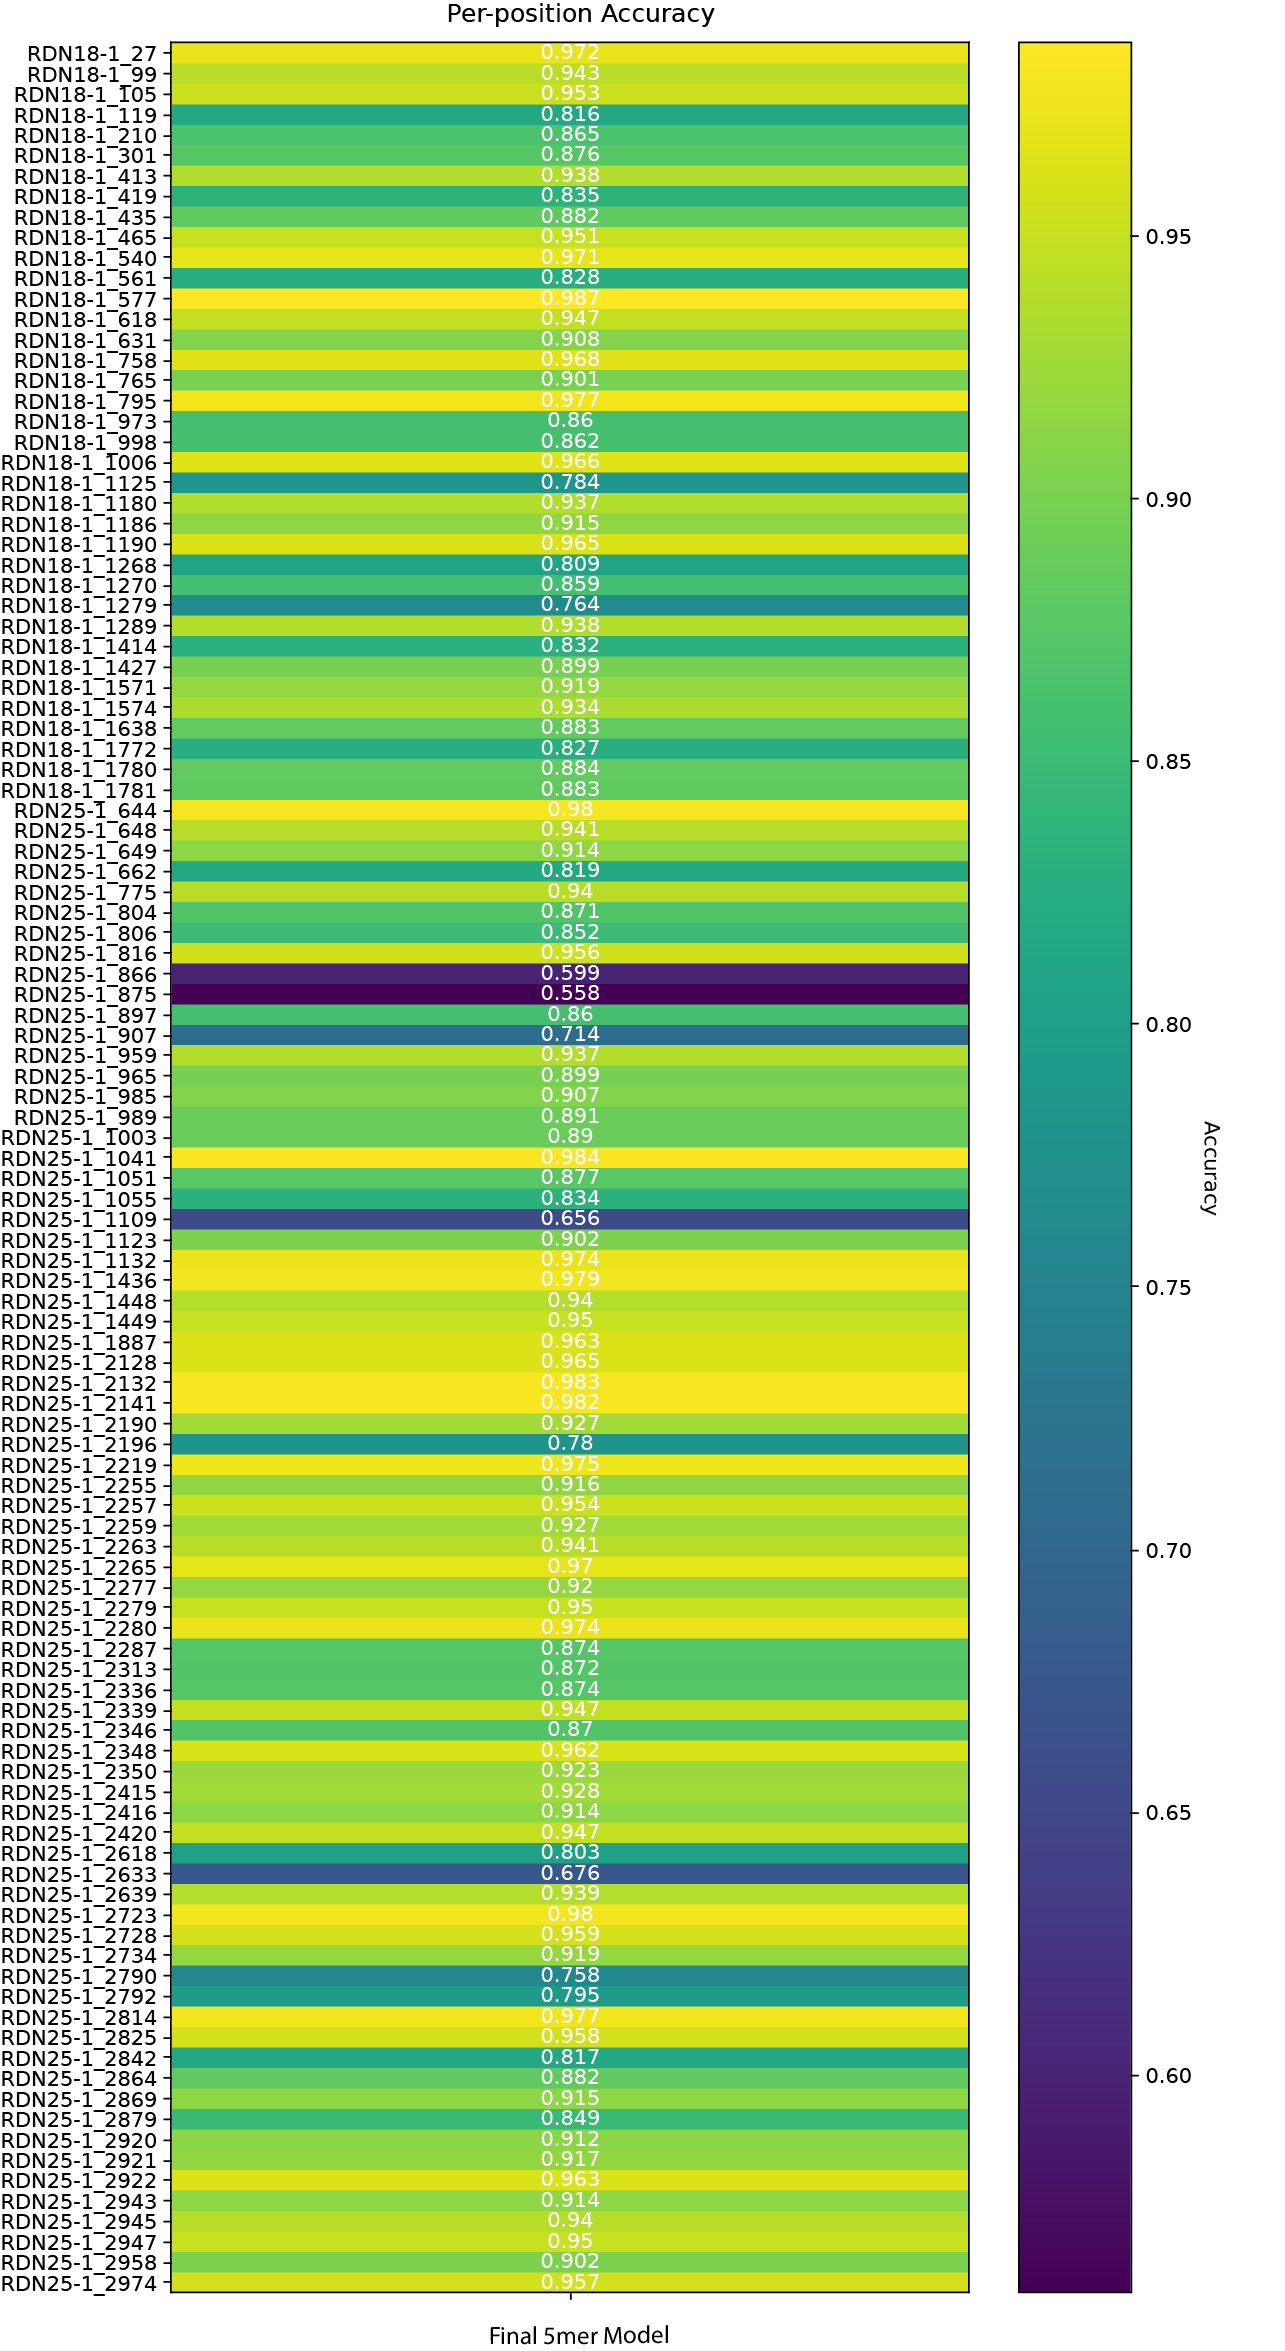 Per-position Accuracy
RDN18-1_27 0.972
RDN18-1_99 0.943
RDN18-1_105 0.953
RDN18-1_119 0.816
RDN18-1_210 0.865
RDN18-1_301 0.876
RDN18-1_413 0.938
RDN18-1_419 0.835
RDN18-1_435 0.882
RDN18-1_465 0.951
RDN18-1_540 0.971
RDN18-1_561 0.828
RDN18-1_577 0.987
RDN18-1_618 0.947
RDN18-1_631 0.908
RDN18-1_758 0.968
RDN18-1_765 0.901
RDN18-1_795 0.977
RDN18-1_973 0.86
RDN18-1_998 0.862
RDN18-1_1006 0.966
RDN18-1_1125 0.784
RDN18-1_1180 0.937
RDN18-1_1186 0.915
RDN18-1_1190 0.965
RDN18-1_1268 0.809
RDN18-1_1270 0.859
RDN18-1_1279 0.764
RDN18-1_1289 0.938
RDN18-1_1414 0.832
RDN18-1_1427 0.899
RDN18-1_1571 0.919
RDN18-1_1574 0.934
RDN18-1_1638 0.883
RDN18-1_1772 0.827
RDN18-1_1780 0.884
RDN18-1_1781 0.883
RDN25-1_644 0.98
RDN25-1_648 0.941
RDN25-1_649 0.914
RDN25-1_662 0.819
RDN25-1_775 0.94
RDN25-1_804 0.871
RDN25-1_806 0.852
RDN25-1_816 0.956
RDN25-1_866 0.599
RDN25-1_875 0.558
RDN25-1_897 0.86
RDN25-1_907 0.714
RDN25-1_959 0.937
RDN25-1_965 0.899
RDN25-1_985 0.907
RDN25-1_989 0.891
RDN25-1_1003 0.89
RDN25-1_1041 0.984
RDN25-1_1051 0.877
RDN25-1_1055 0.834
RDN25-1_1109 0.656
RDN25-1_1123 0.902
RDN25-1_1132 0.974
RDN25-1_1436 0.979
RDN25-1_1448 0.94
RDN25-1_1449 0.95
RDN25-1_1887 0.963
RDN25-1_2128 0.965
RDN25-1_2132 0.983
RDN25-1_2141 0.982
RDN25-1_2190 0.927
RDN25-1_2196 0.78
RDN25-1_2219 0.975
RDN25-1_2255 0.916
RDN25-1_2257 0.954
RDN25-1_2259 0.927
RDN25-1_2263 0.941
RDN25-1_2265 0.97
RDN25-1_2277 0.92
RDN25-1_2279 0.95
RDN25-1_2280 0.974
RDN25-1_2287 0.874
RDN25-1_2313 0.872
RDN25-1_2336 0.874
RDN25-1_2339 0.947
RDN25-1_2346 0.87
RDN25-1_2348 0.962
RDN25-1_2350 0.923
RDN25-1_2415 0.928
RDN25-1_2416 0.914
RDN25-1_2420 0.947
RDN25-1_2618 0.803
RDN25-1_2633 0.676
RDN25-1_2639 0.939
RDN25-1_2723 0.98
RDN25-1_2728 0.959
RDN25-1_2734 0.919
RDN25-1_2790 0.758
RDN25-1_2792 0.795
RDN25-1_2814 0.977
RDN25-1_2825 0.958
RDN25-1_2842 0.817
RDN25-1_2864 0.882
RDN25-1_2869 0.915
RDN25-1_2879 0.849
RDN25-1_2920 0.912
RDN25-1_2921 0.917
RDN25-1_2922 0.963
RDN25-1_2943 0.914
RDN25-1_2945 0.94
RDN25-1_2947 0.95
RDN25-1_2958 0.902
RDN25-1_2974 0.957
Final 5mer Model
0.95
0.90
0.85
0.80
0.75
0.70
0.65
0.60
Accuracy